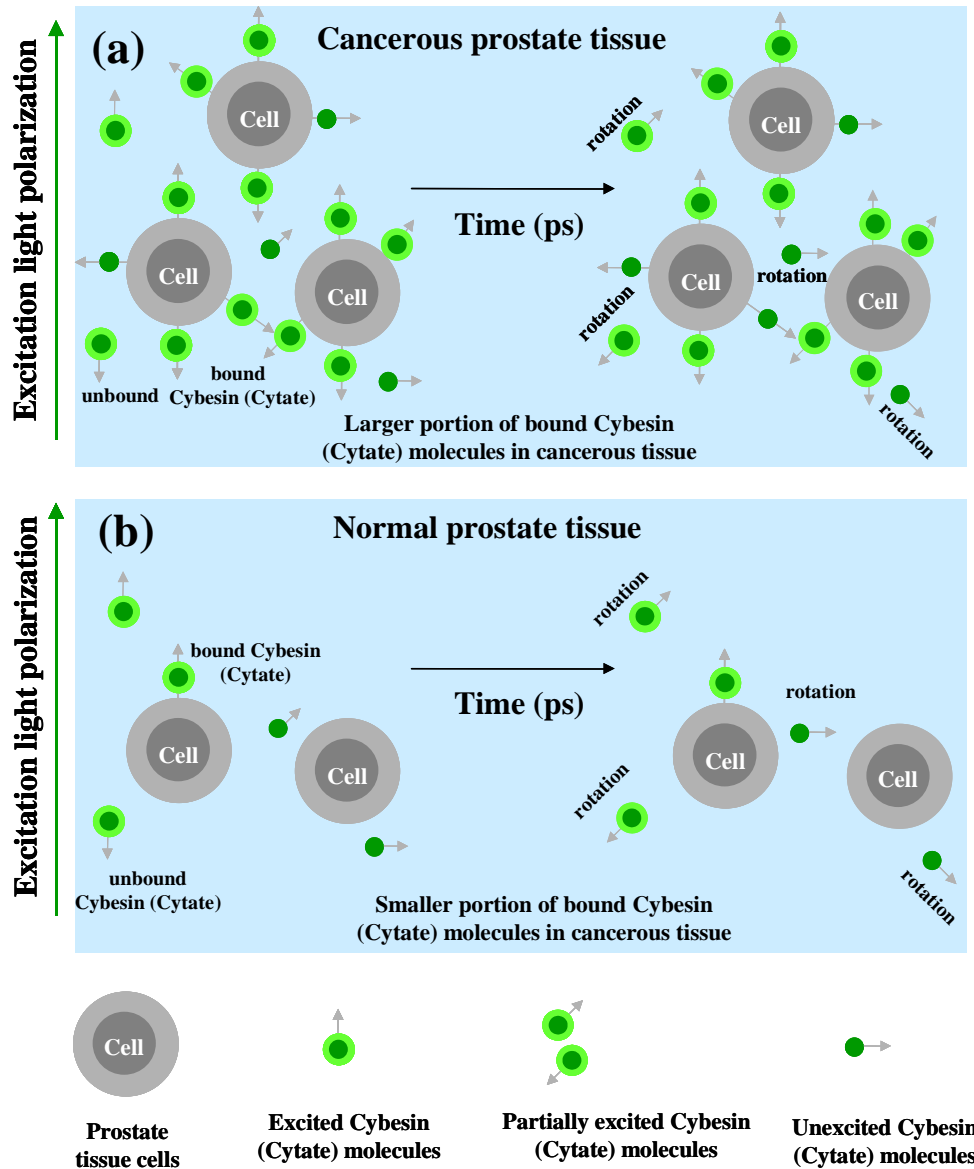 Excitation light polarization
(a)
Cancerous prostate tissue
Cell
Cell
Cell
unbound
bound
Cybesin (Cytate)
Time (ps)
rotation
Cell
Cell
Cell
rotation
rotation
rotation
Larger portion of bound Cybesin
(Cytate) molecules in cancerous tissue
Excitation light polarization
(b)
Normal prostate tissue
bound Cybesin
(Cytate)
Cell
Cell
unbound
Cybesin (Cytate)
Time (ps)
rotation
rotation
Cell
Cell
rotation
rotation
Smaller portion of bound Cybesin
(Cytate) molecules in cancerous tissue
Cell
Prostate
tissue cells
Excited Cybesin
(Cytate) molecules
Partially excited Cybesin
(Cytate) molecules
Unexcited Cybesin
(Cytate) molecules